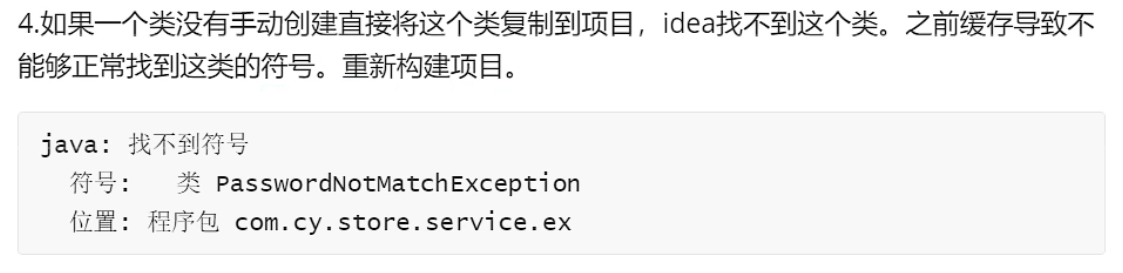 4.如果一个类没有手动创建直接将这个类复制到项目，idea找不到这个类。之前缓存导致不
能够正常找到这类的符号。重新构建项目。
java: 找不到符号
  符号:   类 PasswordNotMatchException
  位置: 程序包 com.cy.store.service.ex